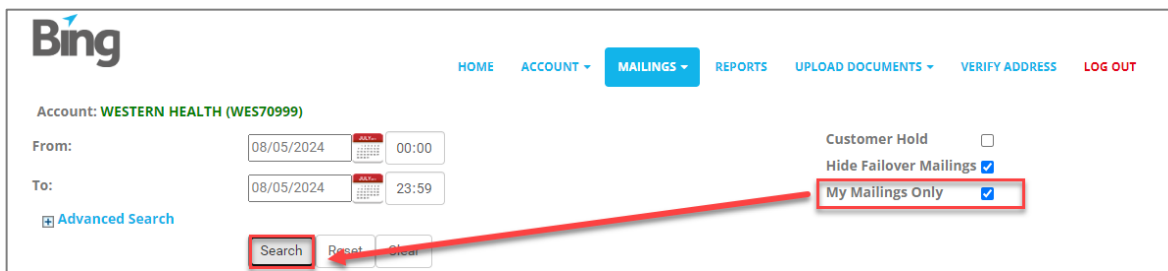 Bing
HOME ACCOUNT MAILINGS REPORTS UPLOAD DOCUMENTS VERIFY ADDRESS LOG OUT
Account: WESTERN HEALTH (WES70999)
From: 08/05/2024 00:00 Customer Hold
Hide Failover Mailings
To: 08/05/2024 23:59 My Mailings Only
Advanced Search
Search Reset Clear